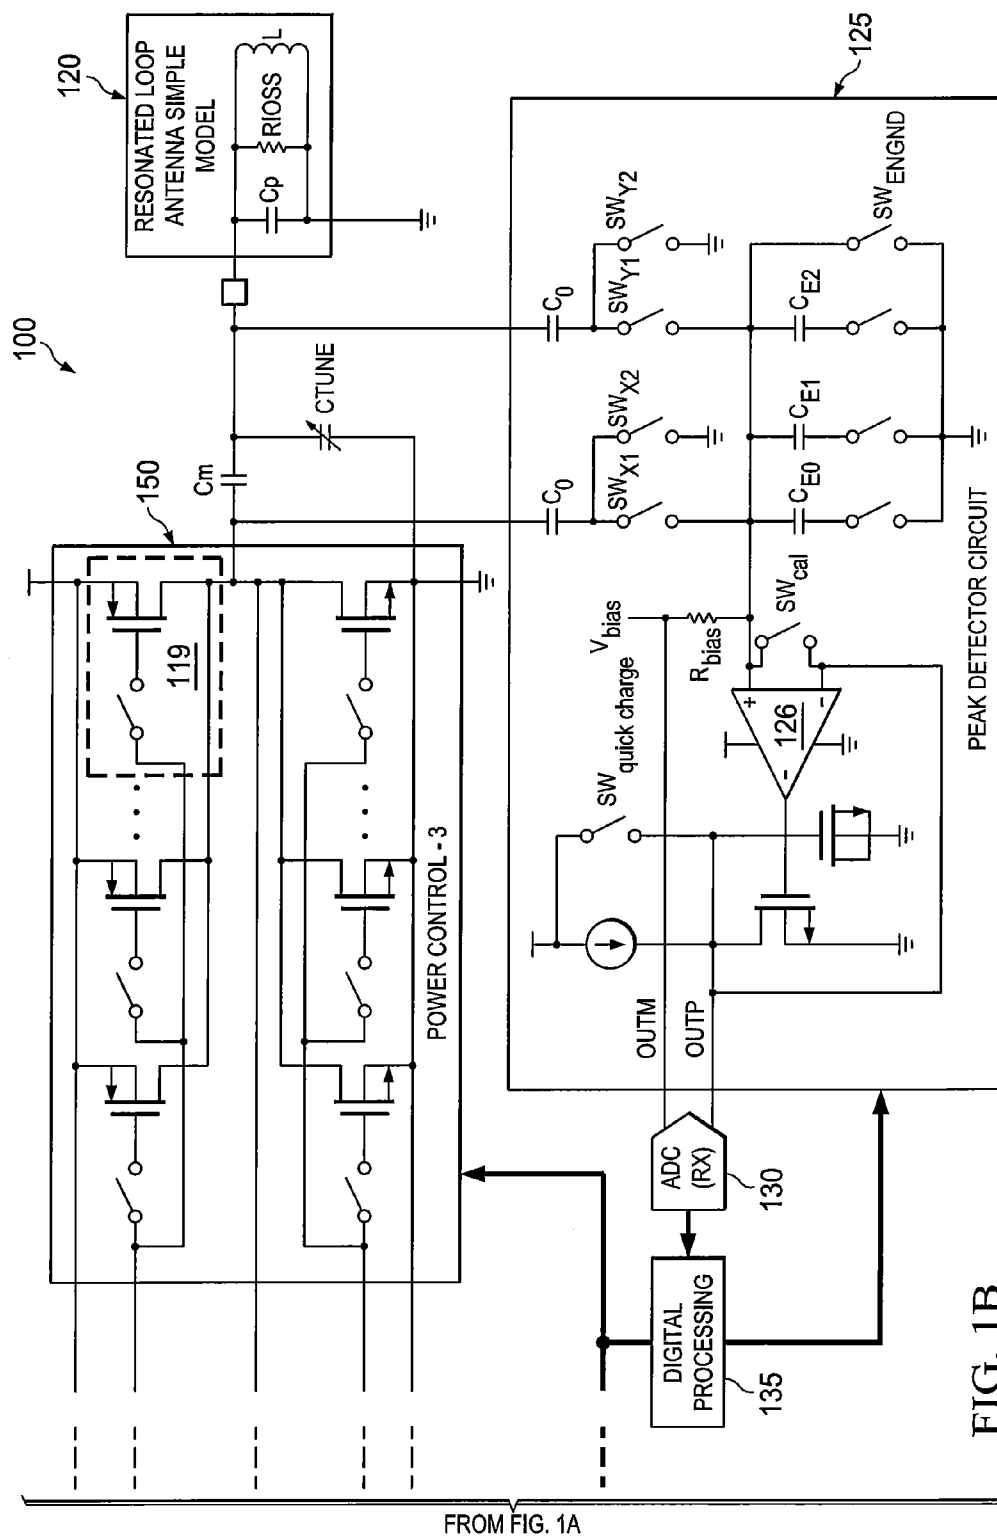 100
120
RESONATED LOOP
ANTENNA SIMPLE
MODEL
Cp
RIOSS
L
150
119
Cm
CTUNE
POWER CONTROL - 3
125
C0
SWX1
SWX2
C0
SWY1
SWY2
CE0
CE1
CE2
SWENGND
SWcal
Vbias
Rbias
SWquick charge
+
-
126
-
OUTM
OUTP
PEAK DETECTOR CIRCUIT
ADC
(RX)
130
DIGITAL
PROCESSING
135
FROM FIG. 1A
FIG. 1B